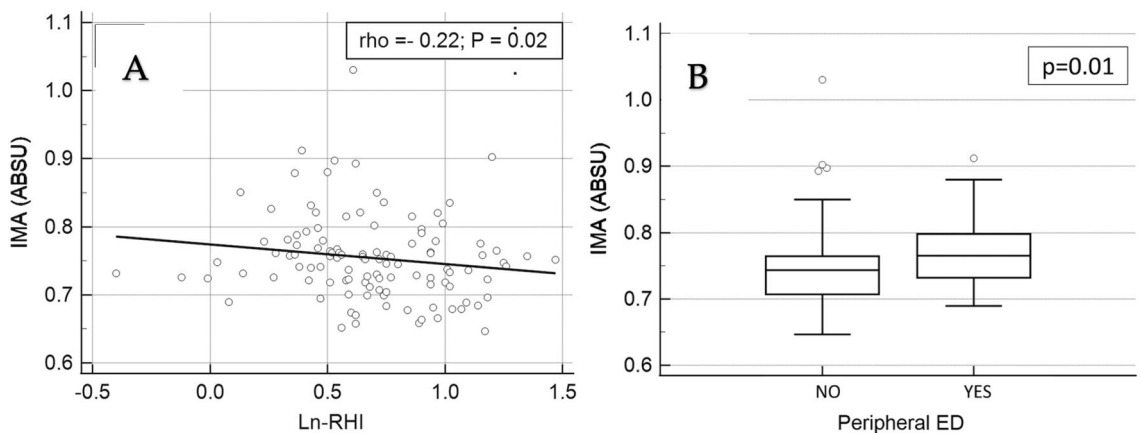 A
rho =- 0.22; P = 0.02
IMA (ABSU)
1.1
1.0
0.9
0.8
0.7
0.6
-0.5
0.0
0.5
1.0
1.5
Ln-RHI
B
p=0.01
IMA (ABSU)
1.1
1.0
0.9
0.8
0.7
0.6
NO
YES
Peripheral ED